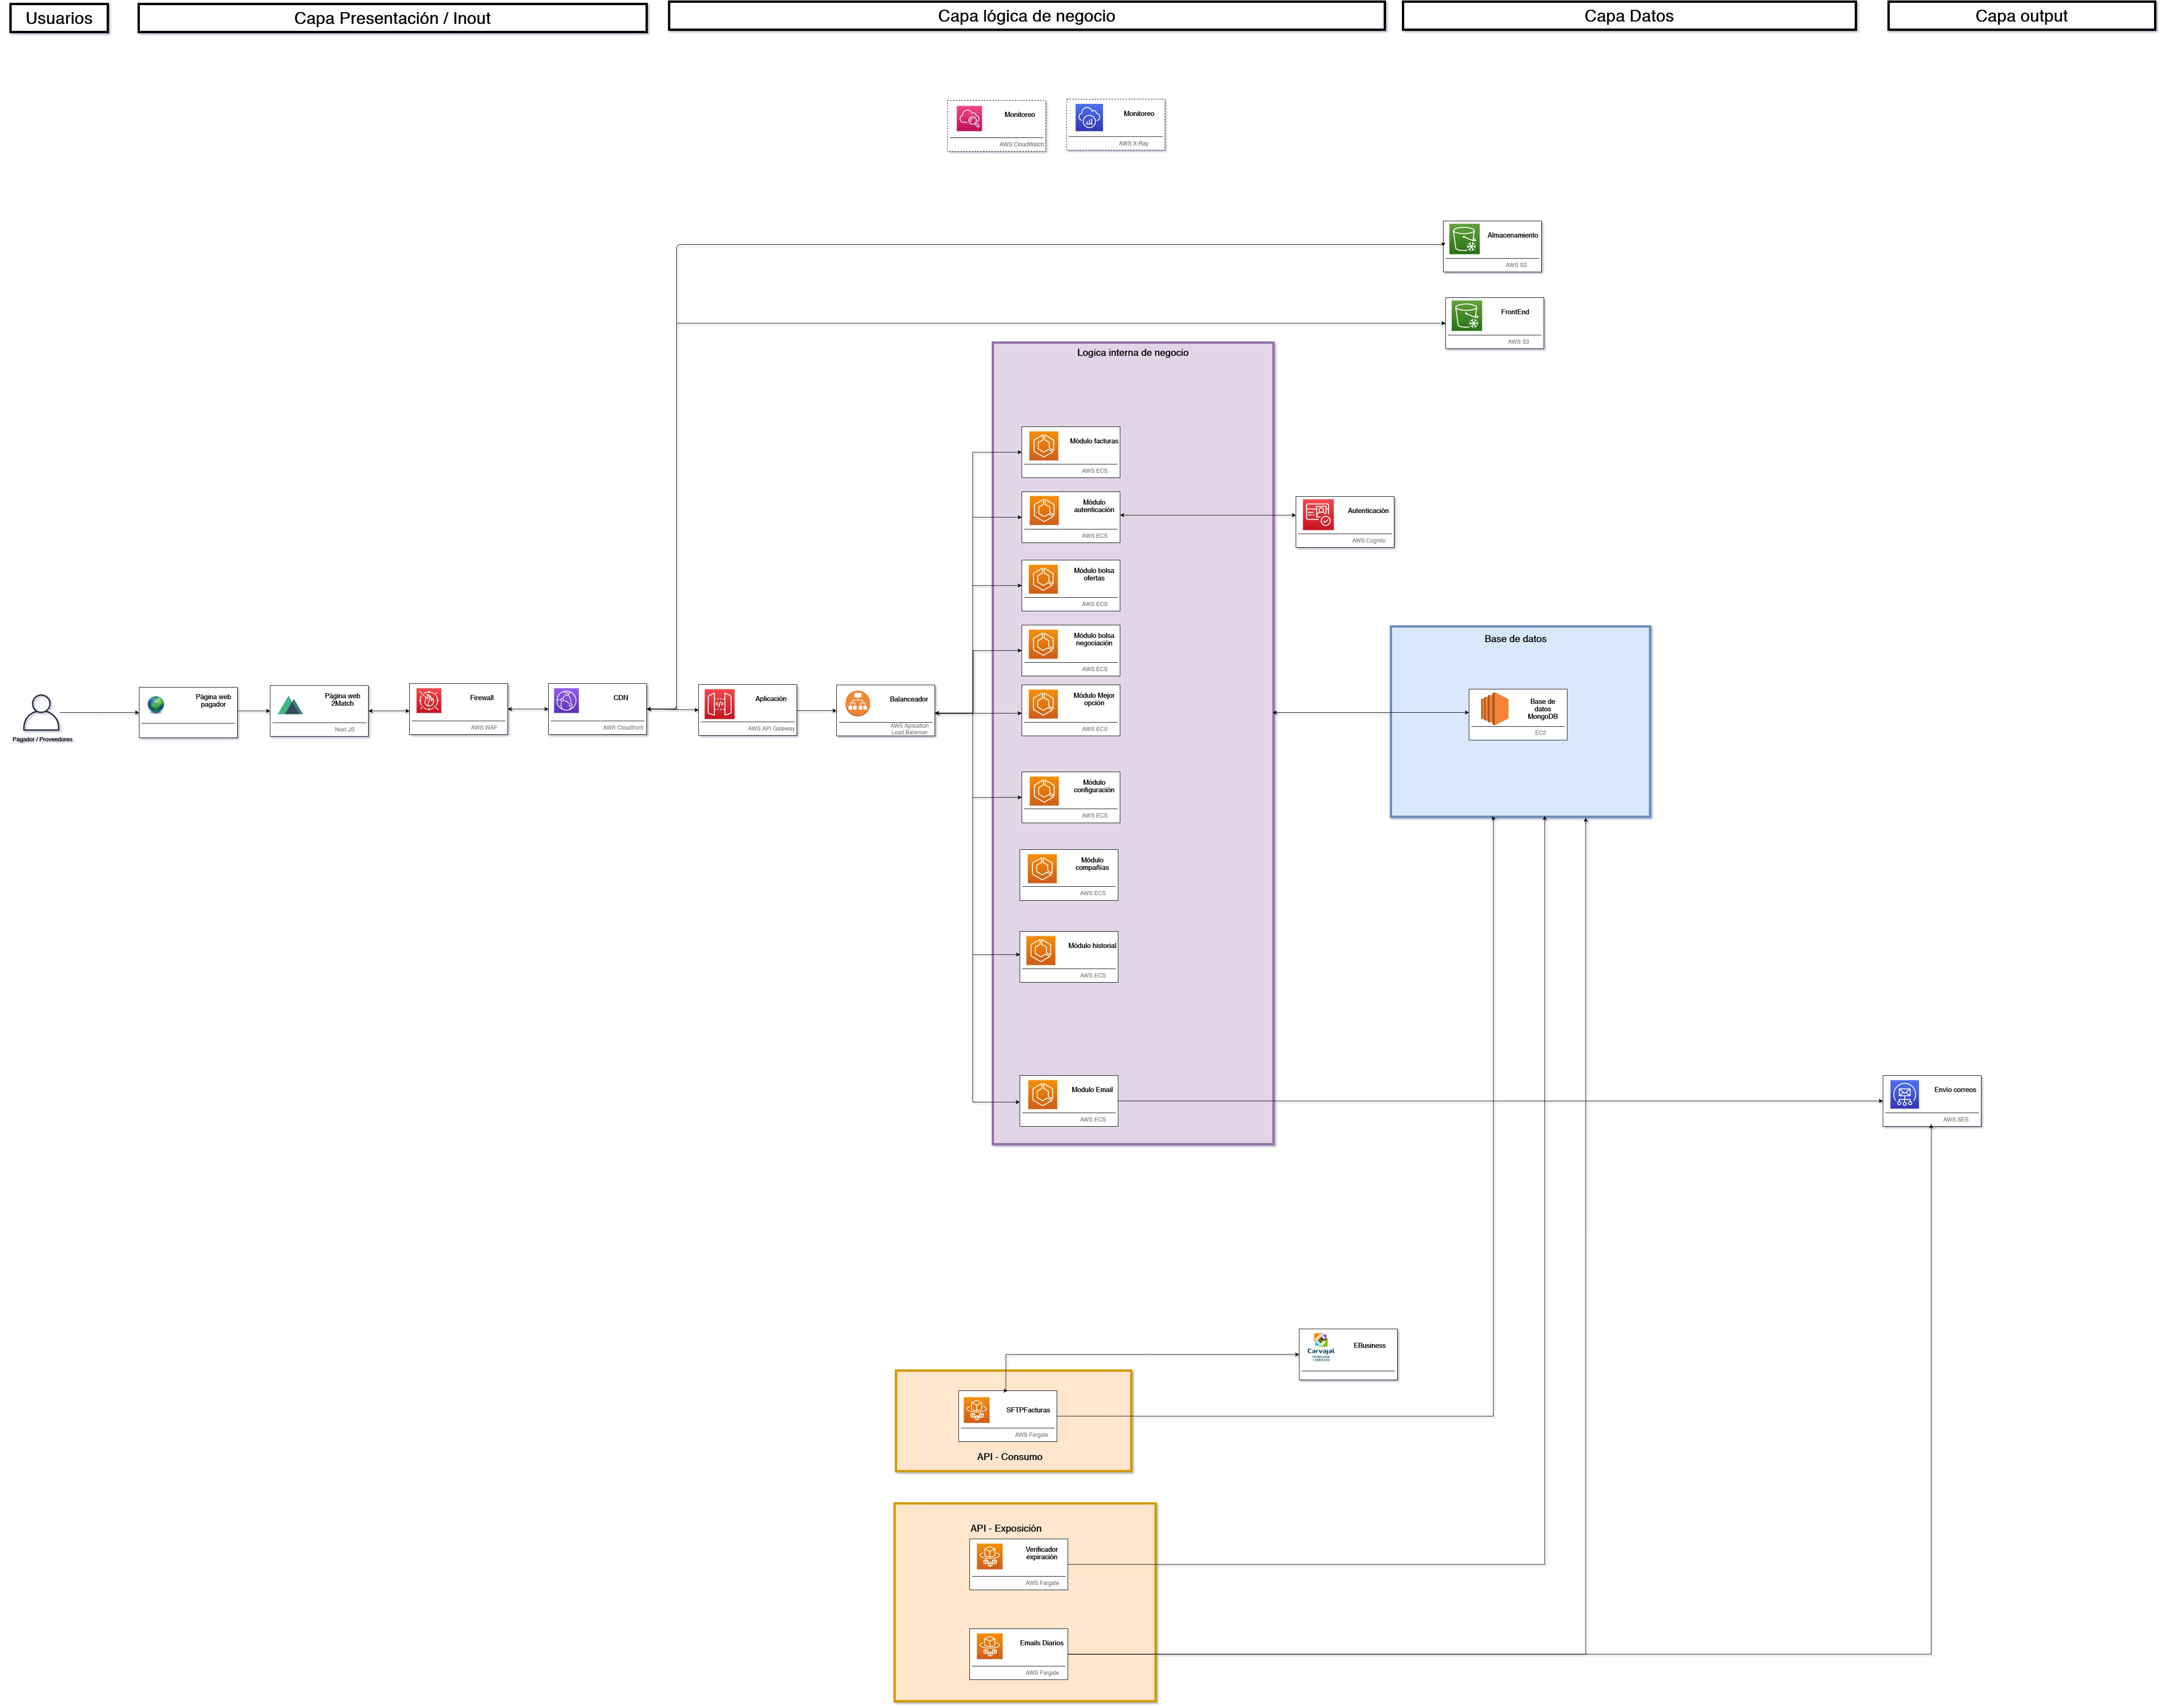 Usuarios
Capa Presentación / Inout
Capa lógica de negocio
Capa Datos
Capa output
Monitoreo
AWS CloudWatch
Monitoreo
AWS X-Ray
Almacenamiento
AWS S3
FrontEnd
AWS S3
Logica interna de negocio
Módulo facturas
AWS ECS
Módulo
autenticación
AWS ECS
Autenticación
AWS Cognito
Módulo bolsa
ofertas
AWS ECS
Módulo bolsa
negociación
AWS ECS
Base de datos
Pagador / Proveedores
Página web
pagador
Página web
2Match
Nuxt JS
Firewall
AWS WAF
CDN
AWS Cloudfront
Aplicación
AWS API Gateway
Balanceador
AWS Aplication
Load Balancer
Módulo Mejor
opción
AWS ECS
Base de
datos
MongoDB
EC2
Módulo
configuración
AWS ECS
Módulo
compañías
AWS ECS
Módulo historial
AWS ECS
Modulo Email
AWS ECS
Envío correos
AWS SES
Carvajal
TECNOLOGÍA
Y SERVICIOS
EBusiness
SFTPFacturas
AWS Fargate
API - Consumo
API - Exposición
Verificador
expiración
AWS Fargate
Emails Diarios
AWS Fargate